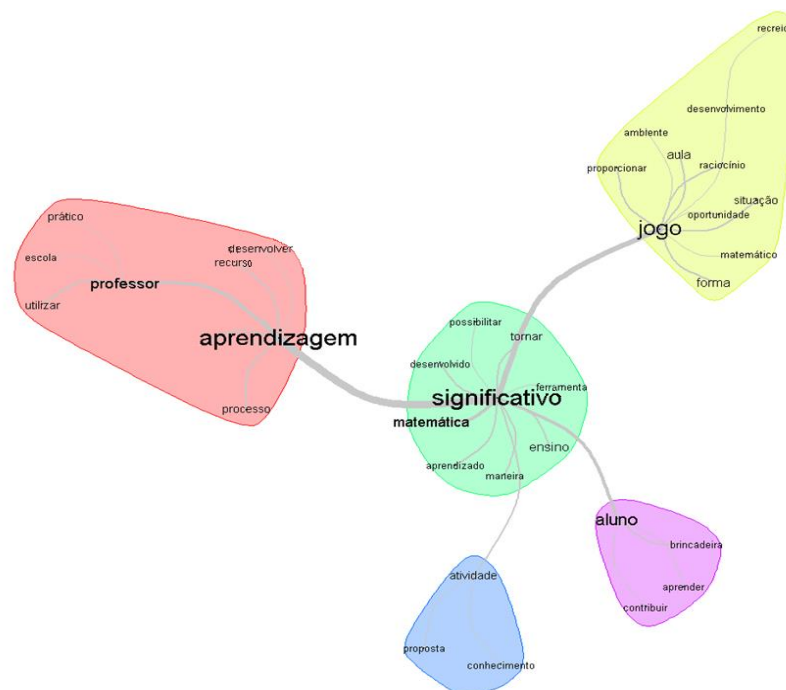 recreio
desenvolvimento
ambiente
aula
raciocínio
proporcionar
situação
oportunidade
jogo
matemático
forma
prático
desenvolver
recurso
escola
professor
utilizar
aprendizagem
processo
possibilitar
tornar
desenvolvido
ferramenta
significativo
matemática
ensino
aprendizado
maneira
aluno
brincadeira
aprender
contribuir
atividade
proposta
conhecimento